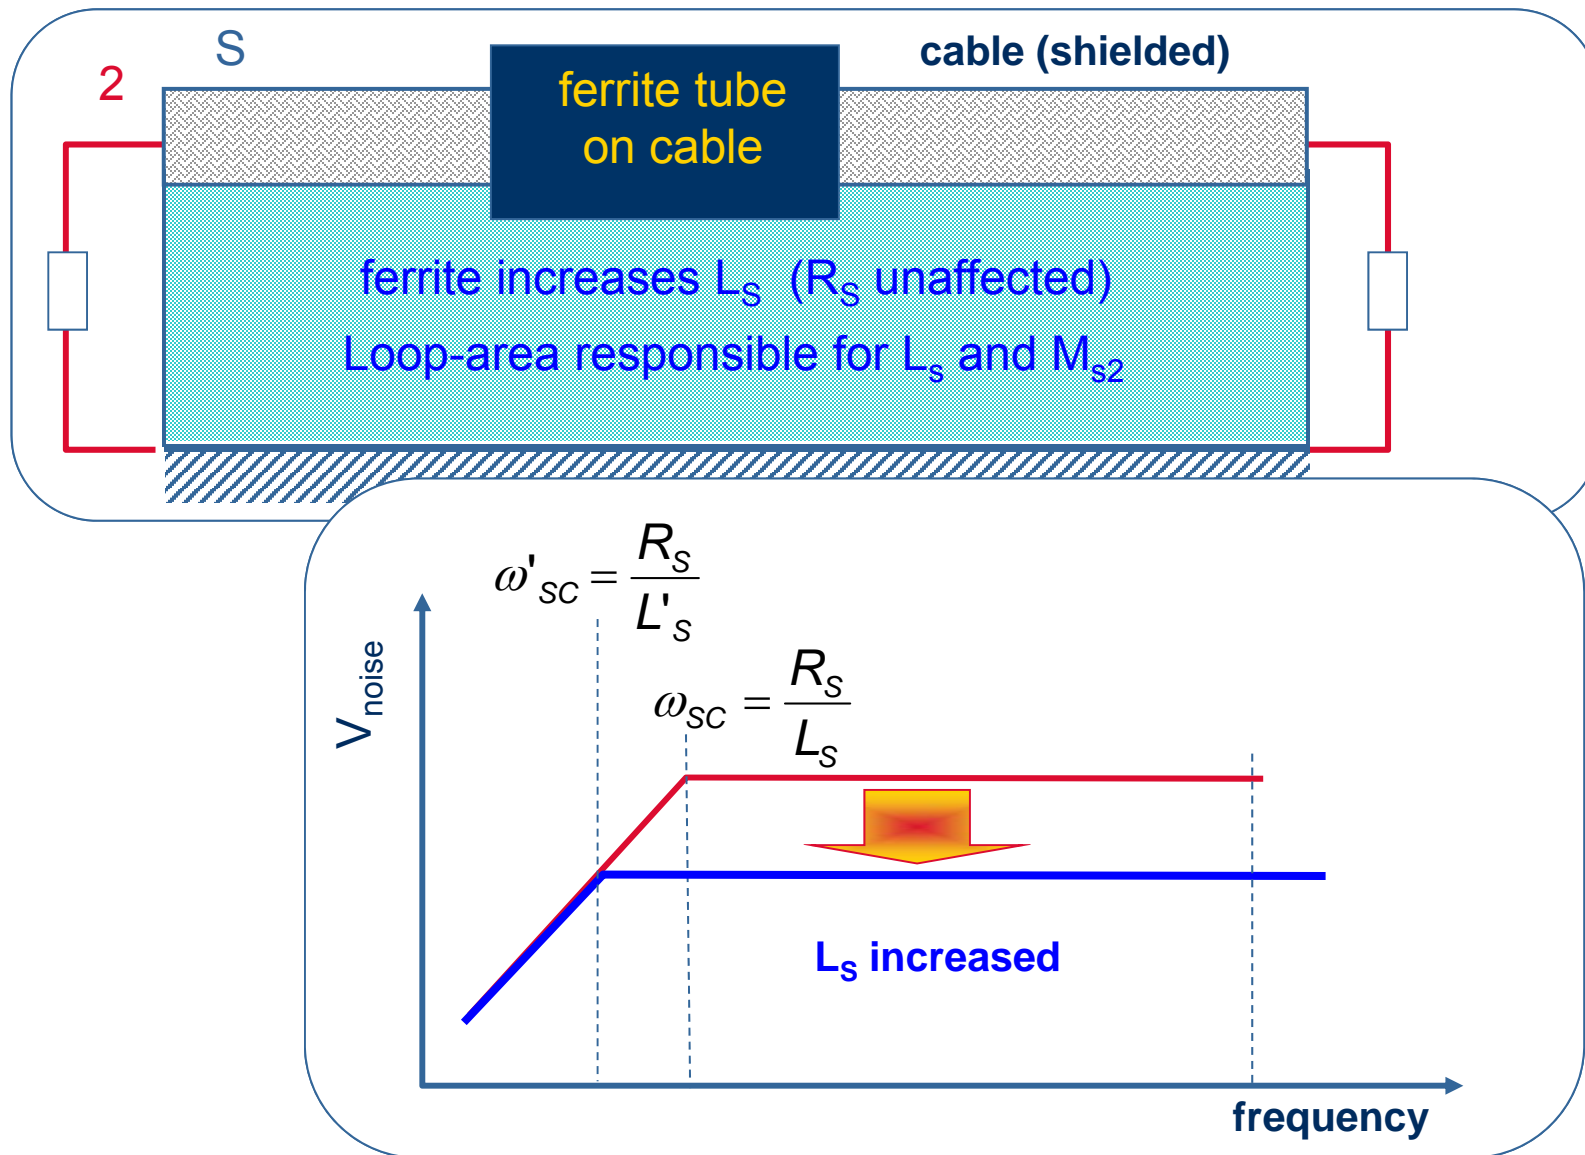 S
cable (shielded)
2
ferrite tube
on cable
ferrite increases L_S (R_S unaffected)
Loop-area responsible for L_s and M_s2
ω'_SC = R_S / L'_S
ω_SC = R_S / L_S
V_noise
L_S increased
frequency